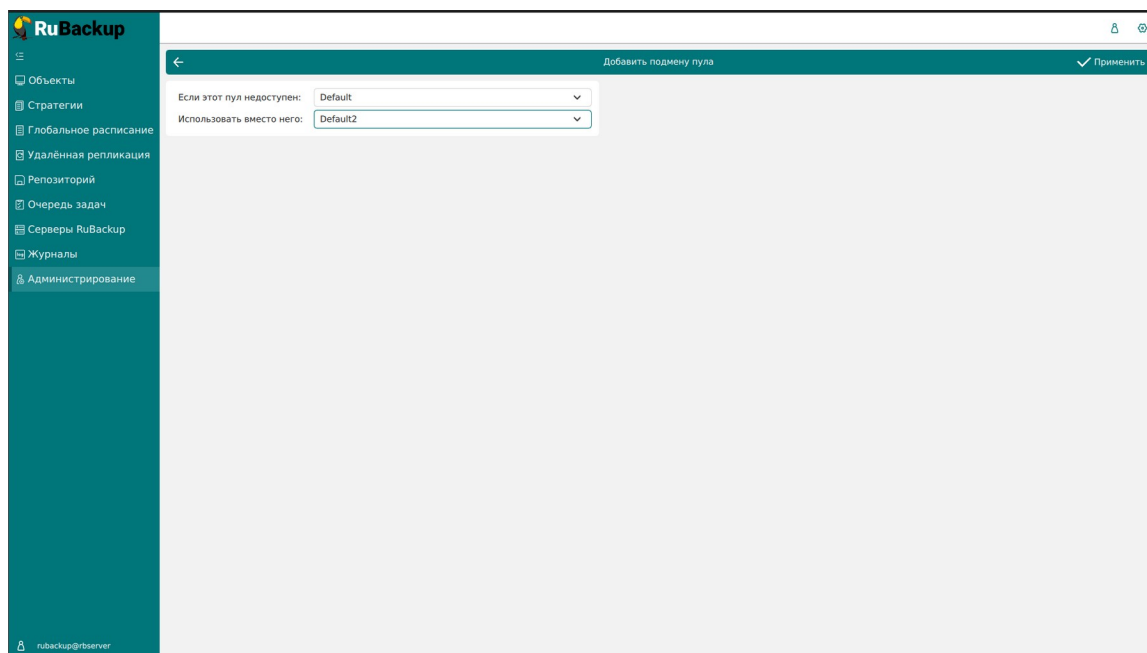 RuBackup
Добавить подмену пула
Применить
Объекты
Стратегии
Глобальное расписание
Удалённая репликация
Репозиторий
Очередь задач
Серверы RuBackup
Журналы
Администрирование
Если этот пул недоступен: Default
Использовать вместо него: Default2
rubackup@rbserver